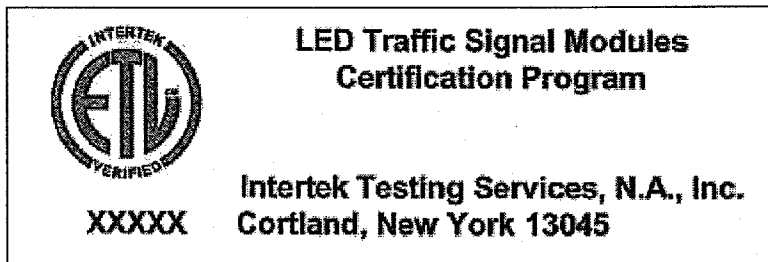 INTERTEK
ETL
VERIFIED
LED Traffic Signal Modules
Certification Program
Intertek Testing Services, N.A., Inc.
XXXXX Cortland, New York 13045